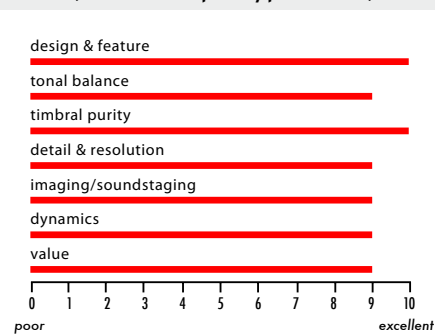 design & feature
tonal balance
timbral purity
detail & resolution
imaging/soundstaging
dynamics
value
0 1 2 3 4 5 6 7 8 9 10
poor excellent